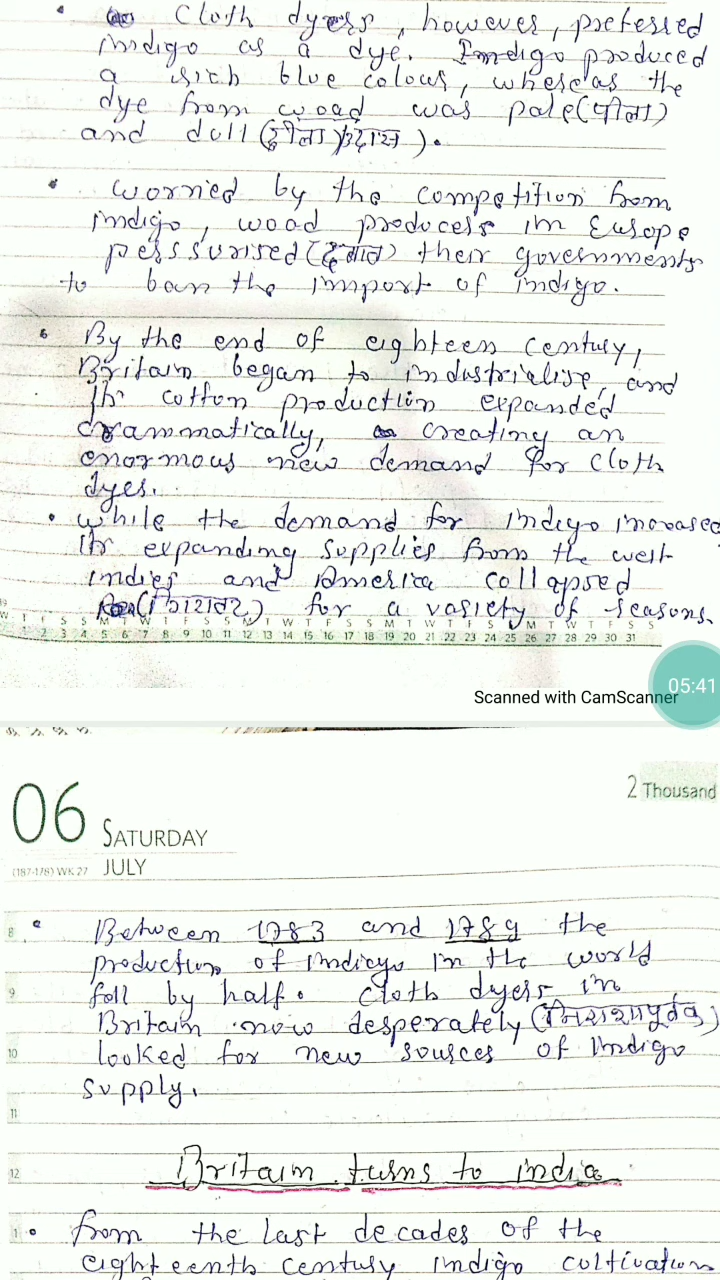 Cloth dyers, however, preferred
indigo as a dye. Indigo produced
a rich blue colour, whereas the
dye from woad was pale (पीला)
and dull (ढ़ीला)(उदास).
worried by the competition from
indigo, woad producers in Europe
perssurised (दबाव) their governments
to ban the import of indigo.
By the end of eighteen century,
Britain began to industrialise, and
its cotton production expanded
drammatically, creating an
enormous new demand for cloth
dyes.
while the demand for indigo increased
its expanding supplies from the west
indies and America collapsed
(गिरावट) for a variety of reasons.
W T F S S M T W T F S S M T W T F S S M T W T F S S M T W T F S S
1 2 3 4 5 6 7 8 9 10 11 12 13 14 15 16 17 18 19 20 21 22 23 24 25 26 27 28 29 30 31
05:41
Scanned with CamScanner
2 Thousand
06 SATURDAY
(187-178) WK 27 JULY
8 Between 1783 and 1789 the
production of indigo in the world
9 fell by half. cloth dyers in
Britain now desperately (निराशापूर्वक)
10 looked for new sources of indigo
supply.
11
12 Britain turns to india
1 from the last decades of the
eighteenth century indigo cultivation